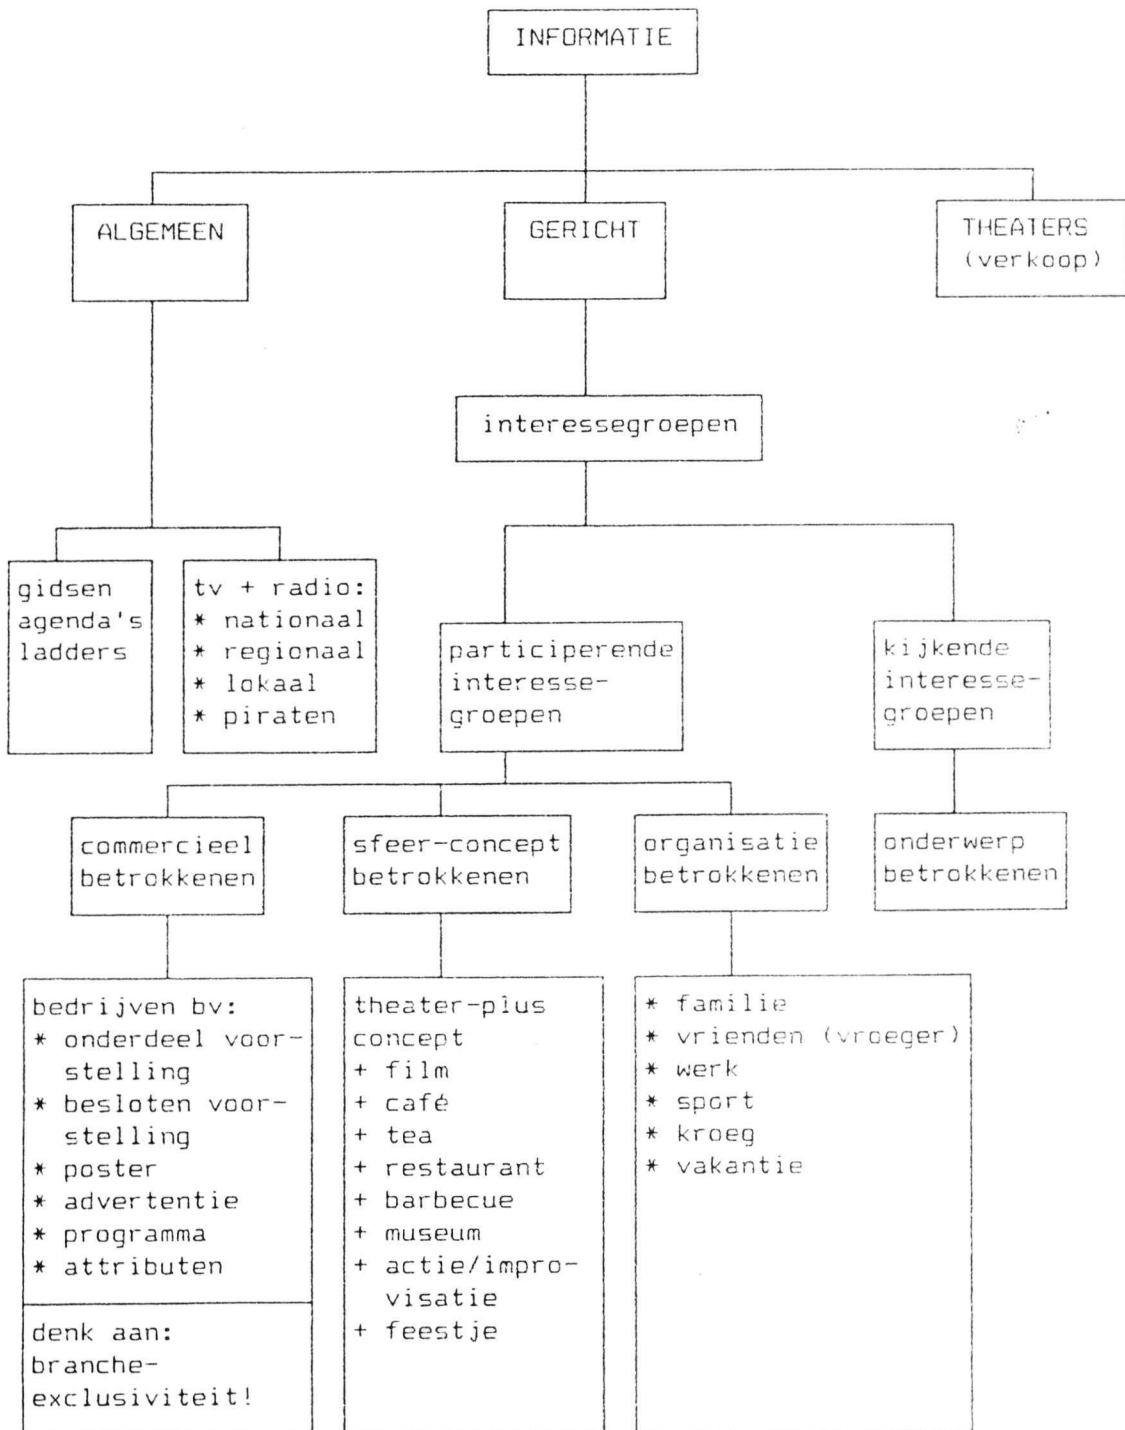 INFORMATIE
ALGEMEEN
GERICHT
THEATERS
(verkoop)
interessegroepen
gidsen
agenda's
ladders
tv + radio:
* nationaal
* regionaal
* lokaal
* piraten
participerende
interesse-
groepen
kijkende
interesse-
groepen
commercieel
betrokkenen
sfeer-concept
betrokkenen
organisatie
betrokkenen
onderwerp
betrokkenen
bedrijven bv:
* onderdeel voor-
stelling
* besloten voor-
stelling
* poster
* advertentie
* programma
* attributen
denk aan:
branche-
exclusiviteit!
theater-plus
concept
+ film
+ café
+ tea
+ restaurant
+ barbecue
+ museum
+ actie/impro-
visatie
+ feestje
* familie
* vrienden (vroeger)
* werk
* sport
* kroeg
* vakantie